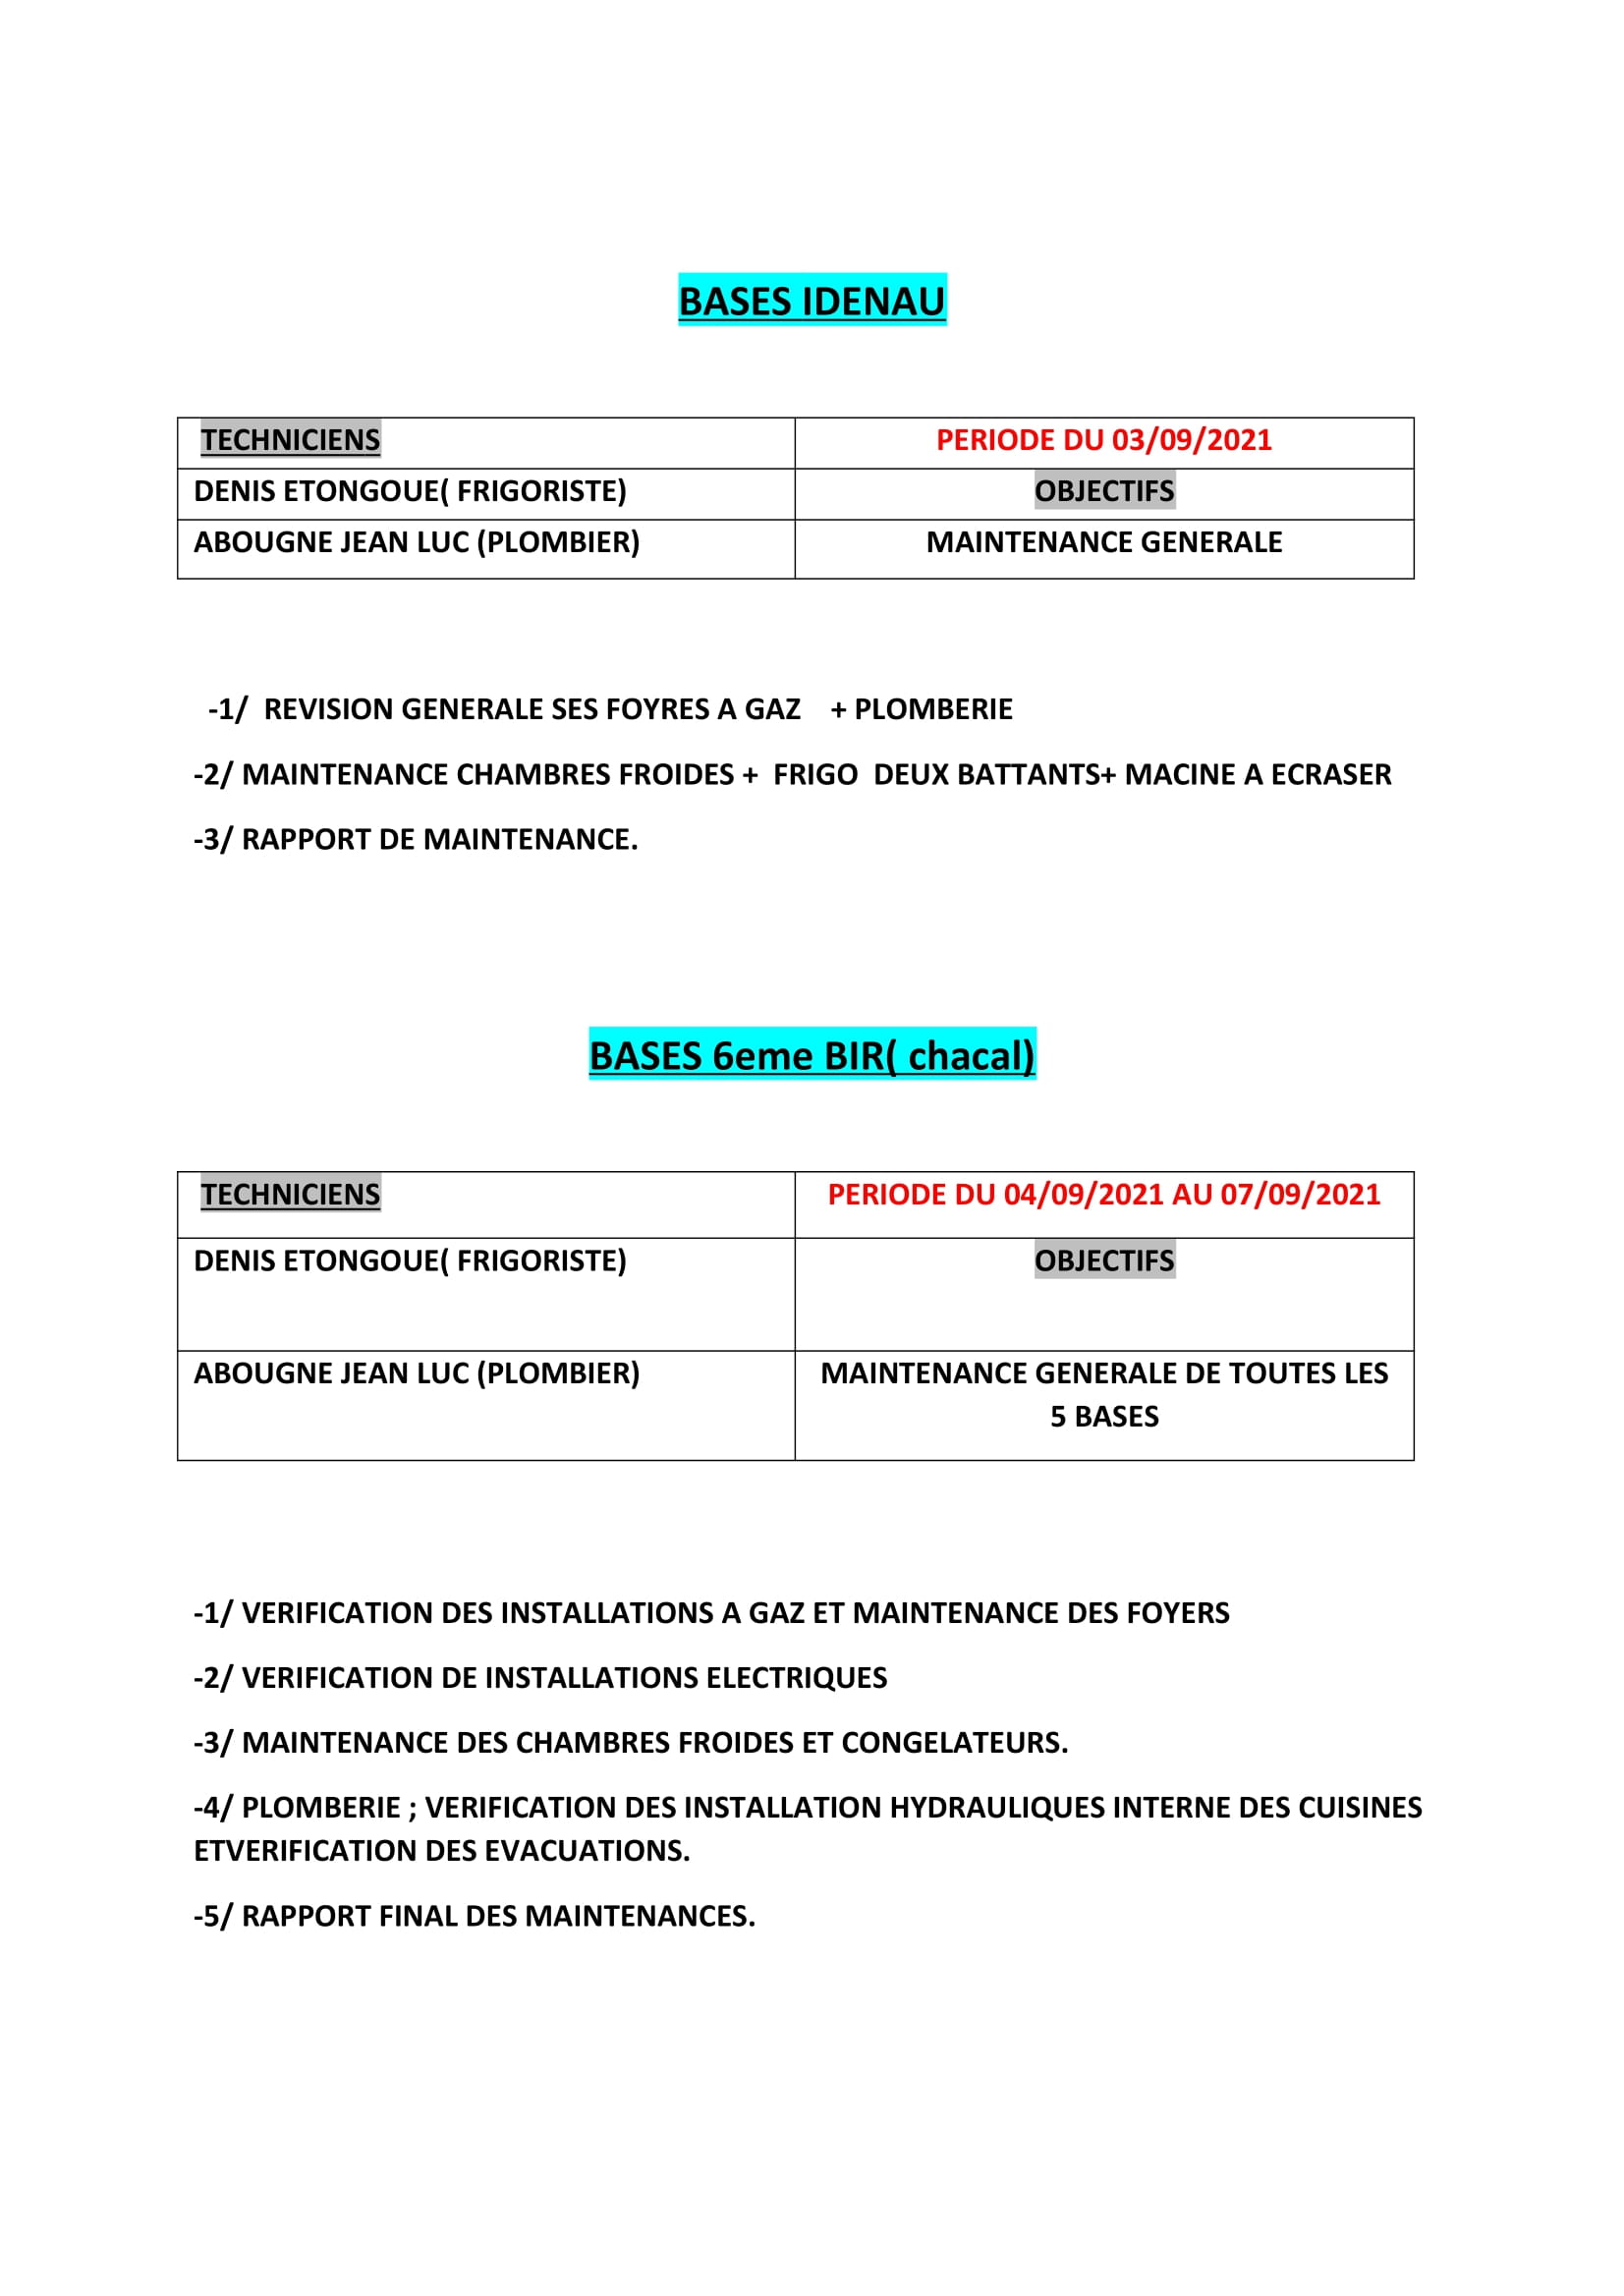 BASES IDENAU
TECHNICIENS
PERIODE DU 03/09/2021
DENIS ETONGOUE( FRIGORISTE)
OBJECTIFS
ABOUGNE JEAN LUC (PLOMBIER)
MAINTENANCE GENERALE
-1/ REVISION GENERALE SES FOYRES A GAZ + PLOMBERIE
-2/ MAINTENANCE CHAMBRES FROIDES + FRIGO DEUX BATTANTS+ MACINE A ECRASER
-3/ RAPPORT DE MAINTENANCE.
BASES 6eme BIR( chacal)
TECHNICIENS
PERIODE DU 04/09/2021 AU 07/09/2021
DENIS ETONGOUE( FRIGORISTE)
OBJECTIFS
ABOUGNE JEAN LUC (PLOMBIER)
MAINTENANCE GENERALE DE TOUTES LES
5 BASES
-1/ VERIFICATION DES INSTALLATIONS A GAZ ET MAINTENANCE DES FOYERS
-2/ VERIFICATION DE INSTALLATIONS ELECTRIQUES
-3/ MAINTENANCE DES CHAMBRES FROIDES ET CONGELATEURS.
-4/ PLOMBERIE ; VERIFICATION DES INSTALLATION HYDRAULIQUES INTERNE DES CUISINES
ETVERIFICATION DES EVACUATIONS.
-5/ RAPPORT FINAL DES MAINTENANCES.